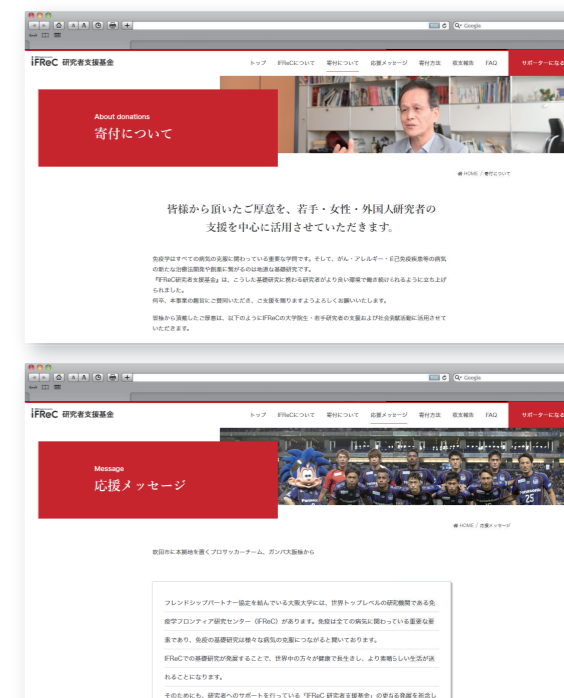 Google
iFReC 研究者支援基金
トップ IFReCについて 寄付について 応援メッセージ 寄付方法 収支報告 FAQ サポーターになる
About donations
寄付について
HOME / 寄付について
皆様から頂いたご厚意を、若手・女性・外国人研究者の
支援を中心に活用させていただきます。
免疫学はすべての病気の克服に関わっている重要な学問です。そして、がん・アレルギー・自己免疫疾患等の病気
の新たな治療法開発や創薬に繋がるのは地道な基礎研究です。
『IFReC基礎研究者支援基金』は、こうした基礎研究に携わる研究者がより良い環境で働き続けられるように立ち上げ
られました。
何卒、本事業の趣旨にご賛同いただき、ご支援を賜りますようよろしくお願いいたします。
皆様から頂戴したご厚意は、以下のようにIFReCの大学院生・若手研究者の支援および社会貢献活動に活用させて
いただきます。
Google
iFReC 研究者支援基金
トップ IFReCについて 寄付について 応援メッセージ 寄付方法 収支報告 FAQ サポーターになる
Message
応援メッセージ
Panasonic
25
HOME / 応援メッセージ
吹田市に本拠地を置くプロサッカーチーム、ガンバ大阪様から
フレンドシップパートナー協定を結んでいる大阪大学には、世界トップレベルの研究機関である免
疫学フロンティア研究センター（IFReC）があります。免疫は全ての病気に関わっている重要な要
素であり、免疫の基礎研究は様々な病気の克服につながると聞いております。
IFReCでの基礎研究が発展することで、世界中の方々が健康で長生きし、より素晴らしい生活が送
れることになります。
そのためにも、研究者へのサポートを行っている「IFReC 研究者支援基金」の更なる発展を祈念し